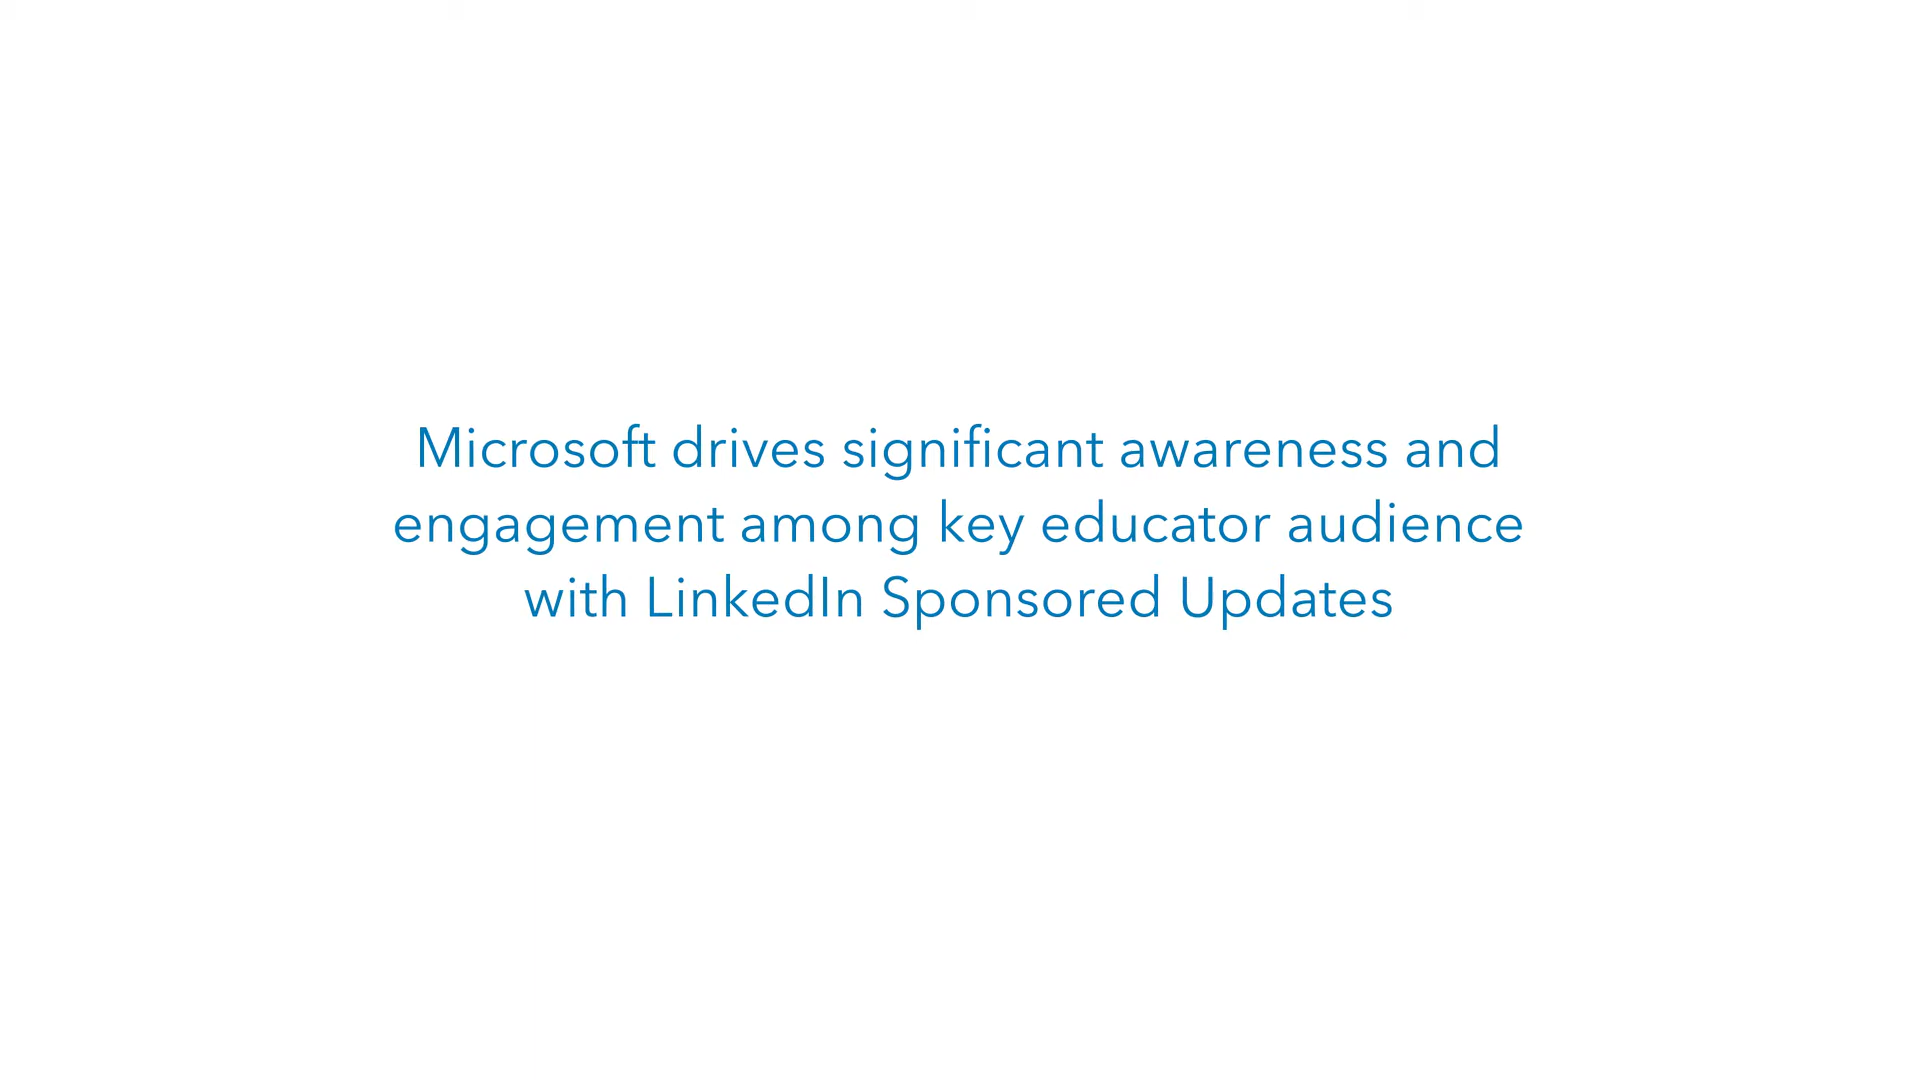 Microsoft drives significant awareness and
engagement among key educator audience
with LinkedIn Sponsored Updates